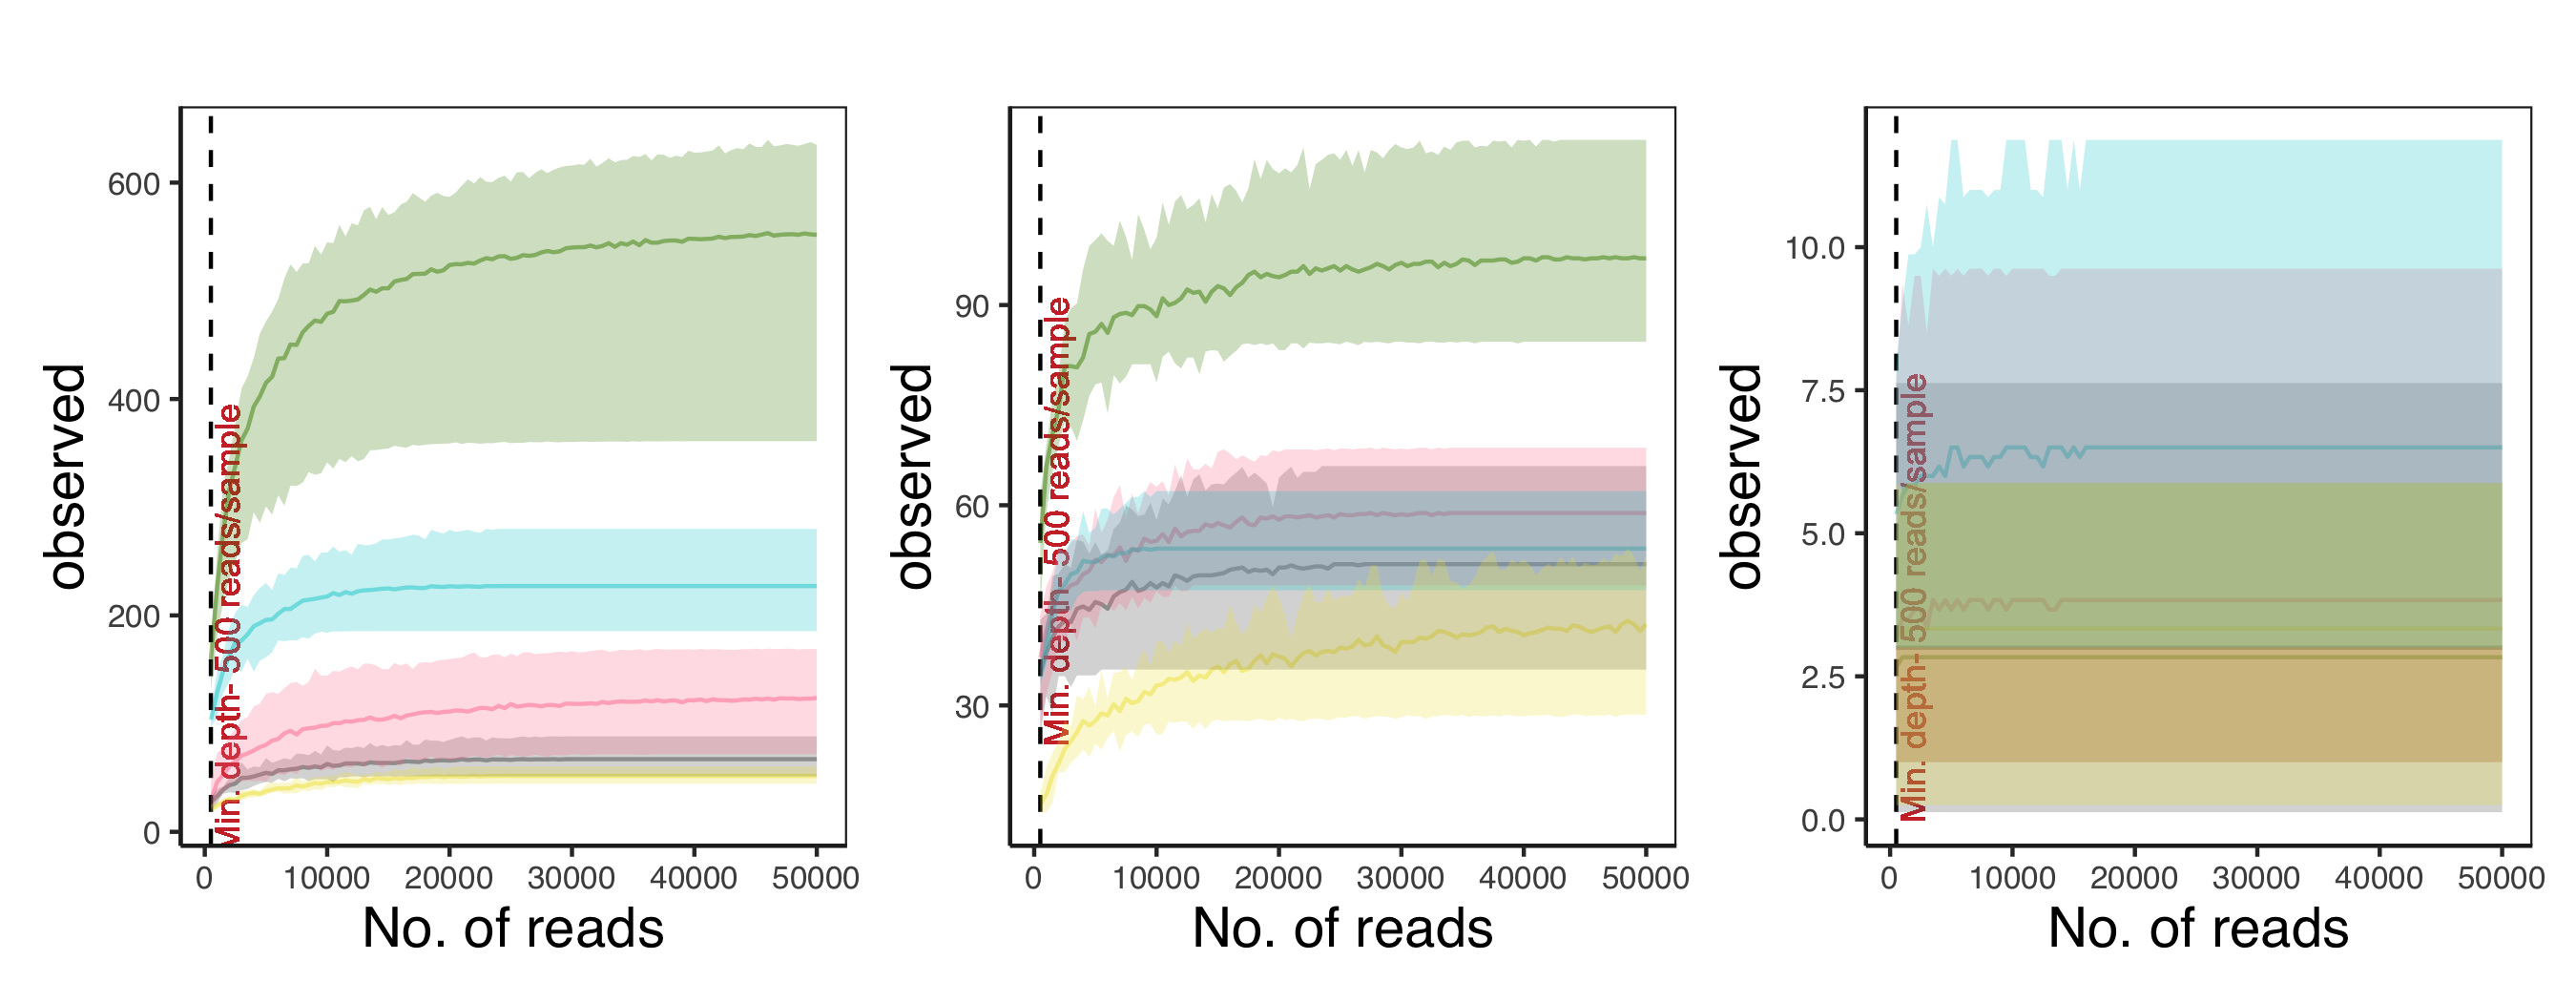 observed
600
400
200
0
Min. depth- 500 reads/sample
0 10000 20000 30000 40000 50000
No. of reads
observed
90
60
30
Min. depth- 500 reads/sample
0 10000 20000 30000 40000 50000
No. of reads
observed
10.0
7.5
5.0
2.5
0.0
Min. depth- 500 reads/sample
0 10000 20000 30000 40000 50000
No. of reads